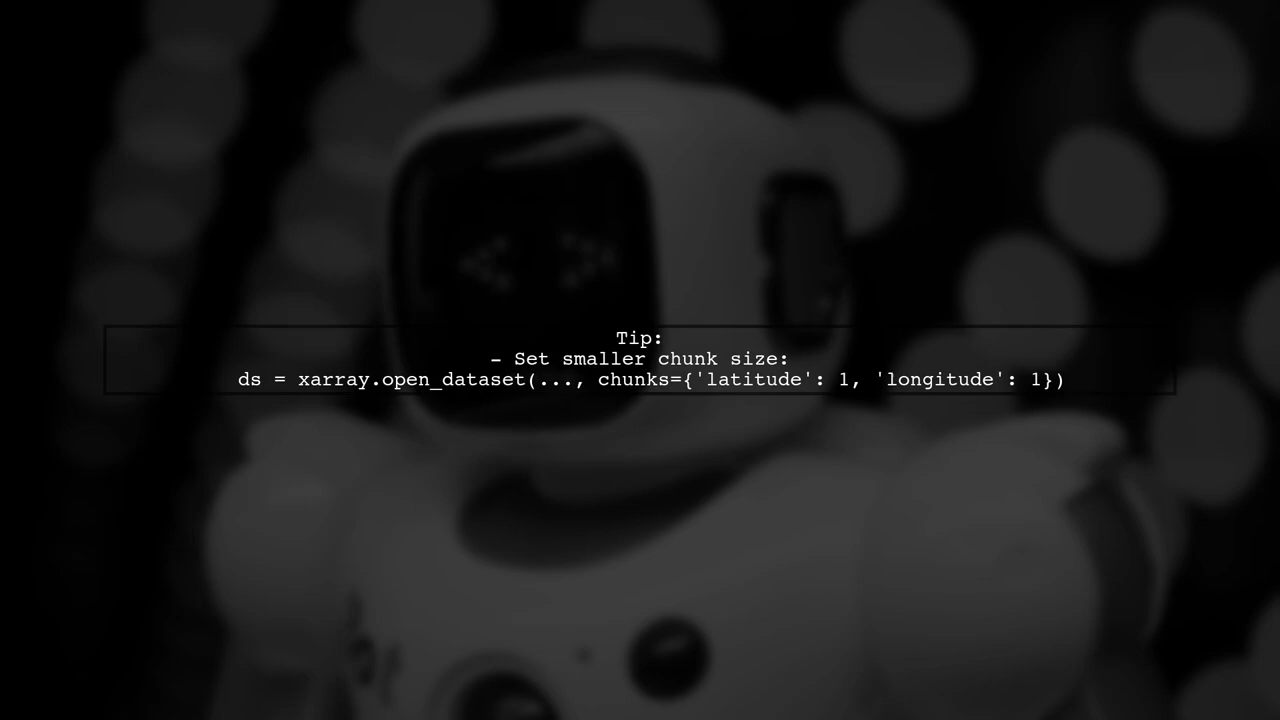 Tip:
- Set smaller chunk size:
ds = xarray.open_dataset(..., chunks={'latitude': 1, 'longitude': 1})